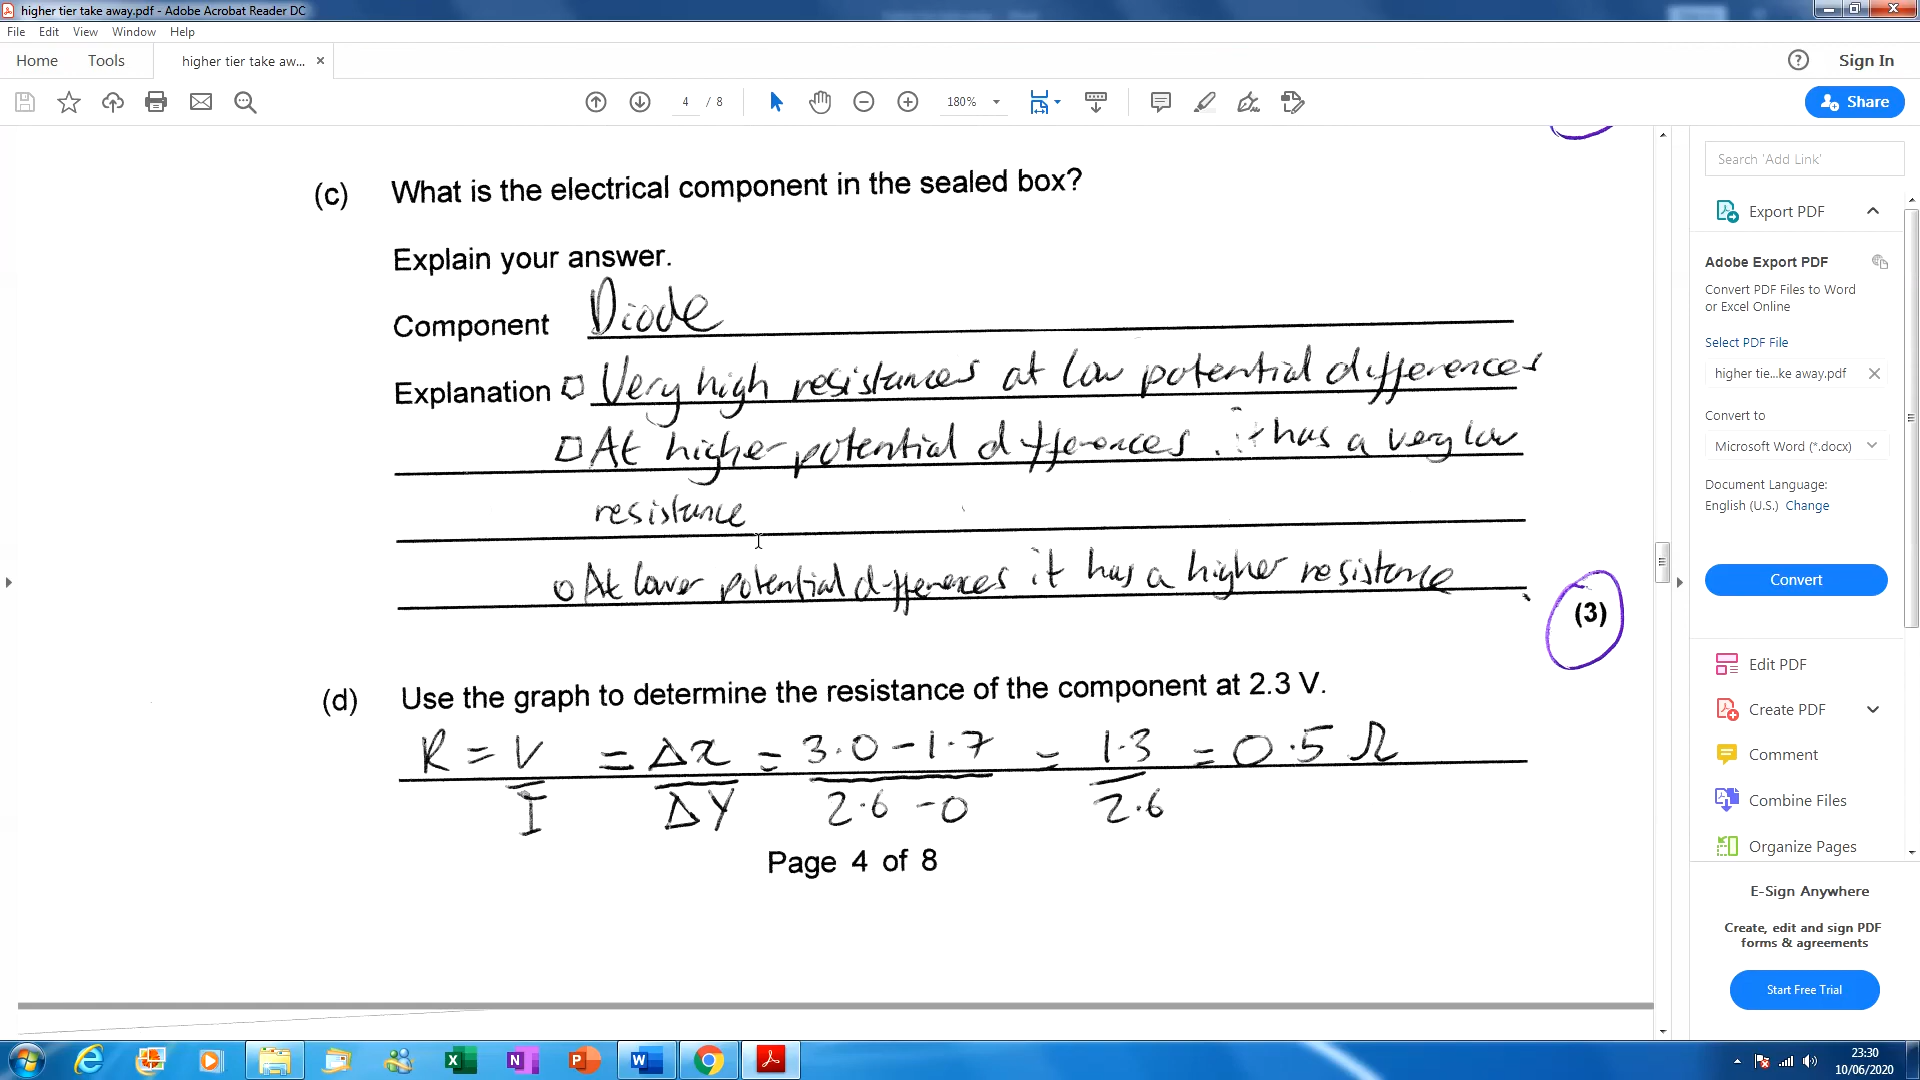 higher tier take away.pdf - Adobe Acrobat Reader DC
File Edit View Window Help
Home Tools higher tier take aw... × Sign In
4 / 8 180% Share
Search 'Add Link'
Export PDF
Adobe Export PDF
Convert PDF Files to Word
or Excel Online
Select PDF File
higher tie...ke away.pdf
Convert to
Microsoft Word (*.docx)
Document Language:
English (U.S.) Change
Convert
Edit PDF
Create PDF
Comment
Combine Files
Organize Pages
E-Sign Anywhere
Create, edit and sign PDF
forms & agreements
Start Free Trial
(c) What is the electrical component in the sealed box?
Explain your answer.
Component Diode
Explanation □ Very high resistances at low potential differences
□ At higher potential differences it has a very low
resistance
o At lower potential differences it has a higher resistance
(3)
(d) Use the graph to determine the resistance of the component at 2.3 V.
R = V = Δx = 3.0 - 1.7 = 1.3 = 0.5 Ω
I ΔY 2.6 - 0 2.6
Page 4 of 8
23:30
10/06/2020